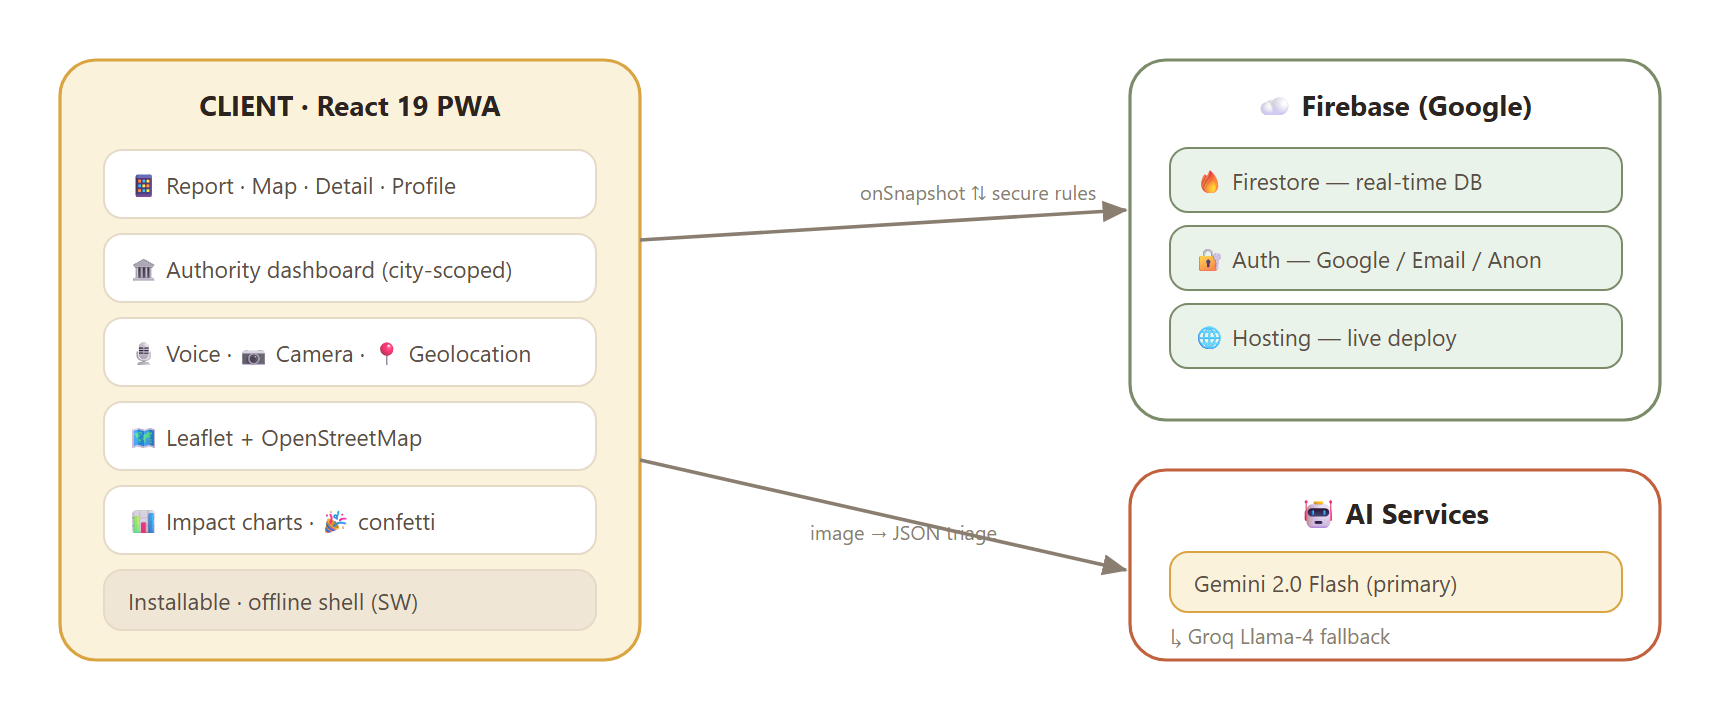 CLIENT · React 19 PWA
Report · Map · Detail · Profile
Authority dashboard (city-scoped)
Voice · Camera · Geolocation
Leaflet + OpenStreetMap
Impact charts · confetti
Installable · offline shell (SW)
onSnapshot ⇅ secure rules
image → JSON triage
Firebase (Google)
Firestore — real-time DB
Auth — Google / Email / Anon
Hosting — live deploy
AI Services
Gemini 2.0 Flash (primary)
↳ Groq Llama-4 fallback